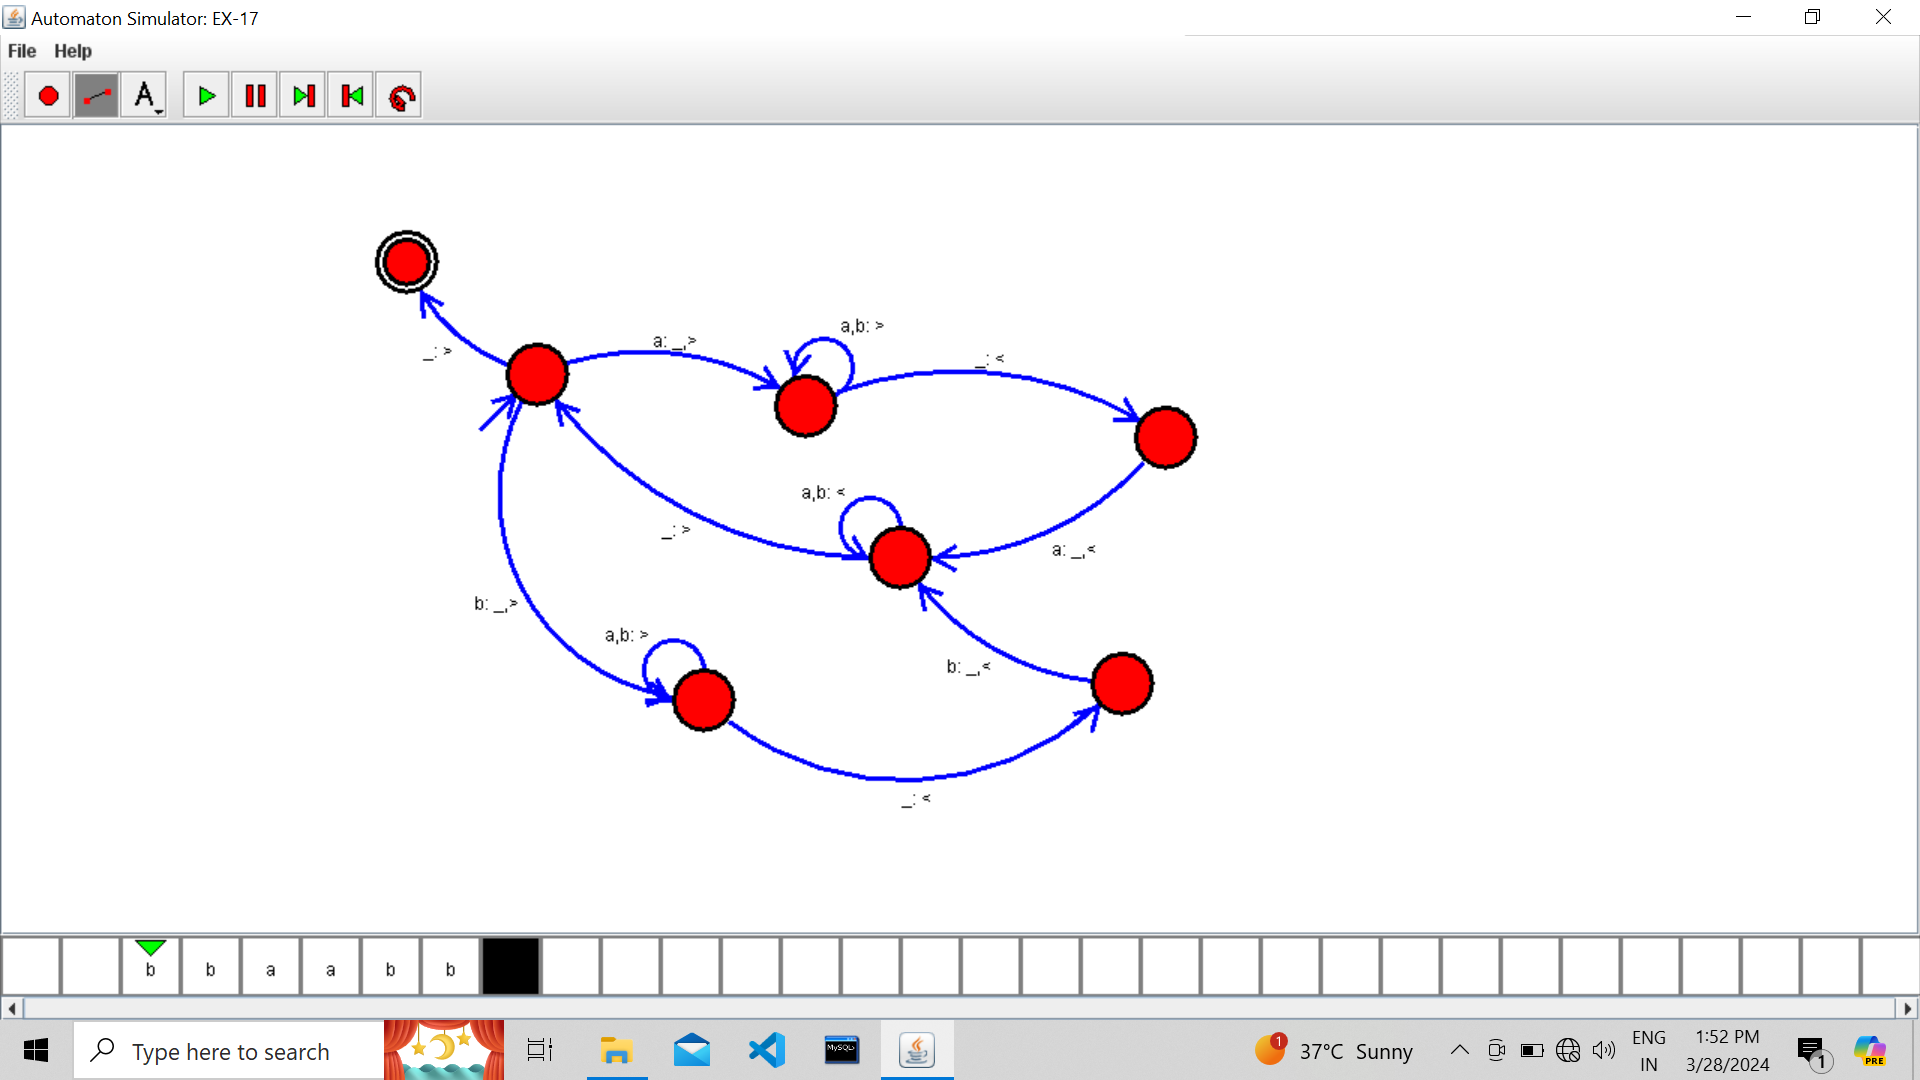 Automaton Simulator: EX-17
File Help
A
a,b: >
a: _,>
_: >
_: <
a,b: <
_: >
a: _,<
b: _,>
a,b: >
b: _,<
_: <
b b a a b b
Type here to search
MySQL
1
37°C Sunny
ENG
IN
1:52 PM
3/28/2024
1
PRE